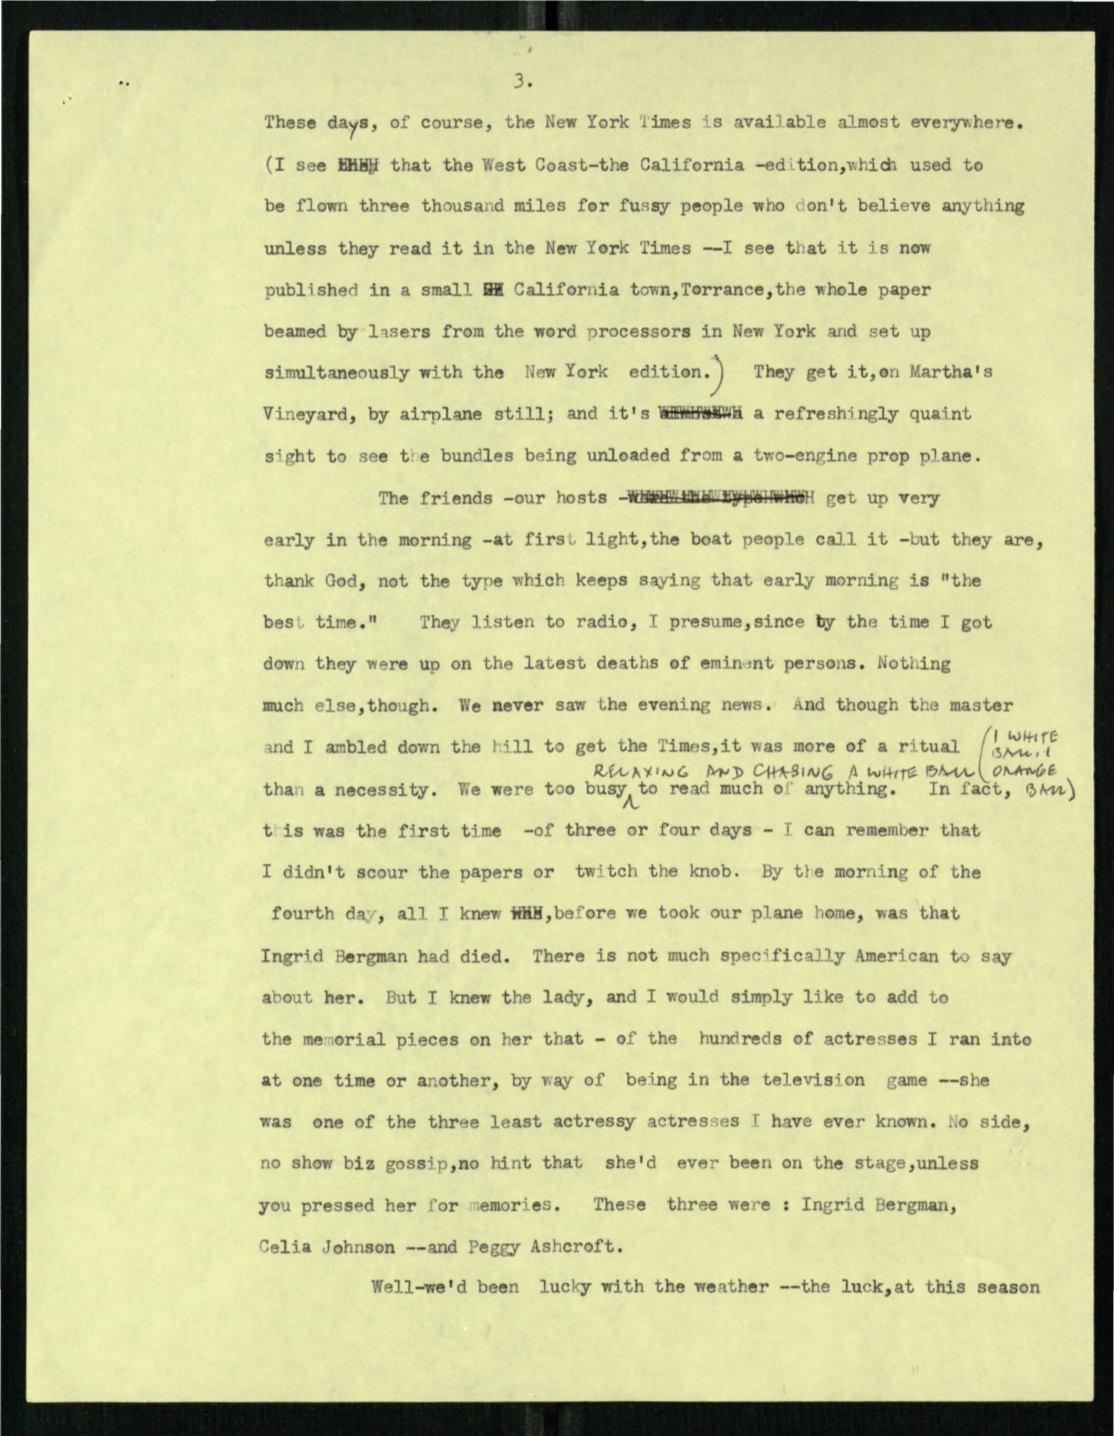 3.
These days, of course, the New York Times is available almost everywhere.
(I see that the West Coast-the California -edition,which used to
be flown three thousand miles for fussy people who don't believe anything
unless they read it in the New York Times --I see that it is now
published in a small California town,Torrance,the whole paper
beamed by lasers from the word processors in New York and set up
simultaneously with the New York edition.) They get it,on Martha's
Vineyard, by airplane still; and it's a refreshingly quaint
sight to see the bundles being unloaded from a two-engine prop plane.
The friends -our hosts - get up very
early in the morning -at first light,the boat people call it -but they are,
thank God, not the type which keeps saying that early morning is "the
best time." They listen to radio, I presume,since by the time I got
down they were up on the latest deaths of eminent persons. Nothing
much else,though. We never saw the evening news. And though the master
and I ambled down the hill to get the Times,it was more of a ritual (1 WHITE
BALL, 1
RELAXING AND CHASING A WHITE BALL ORANGE
than a necessity. We were too busy to read much of anything. In fact, BALL)
this was the first time -of three or four days - I can remember that
I didn't scour the papers or twitch the knob. By the morning of the
fourth day, all I knew ,before we took our plane home, was that
Ingrid Bergman had died. There is not much specifically American to say
about her. But I knew the lady, and I would simply like to add to
the memorial pieces on her that - of the hundreds of actresses I ran into
at one time or another, by way of being in the television game --she
was one of the three least actressy actresses I have ever known. No side,
no show biz gossip,no hint that she'd ever been on the stage,unless
you pressed her for memories. These three were : Ingrid Bergman,
Celia Johnson --and Peggy Ashcroft.
Well-we'd been lucky with the weather --the luck,at this season